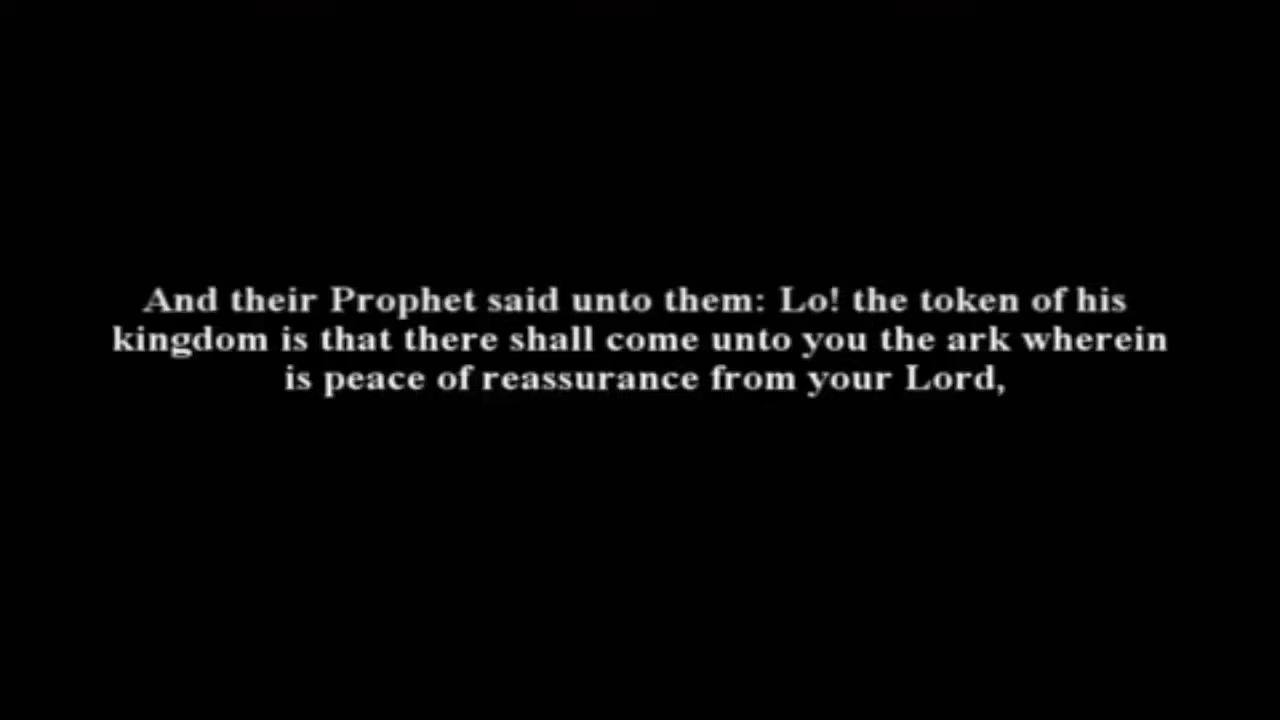 And their Prophet said unto them: Lo! the token of his
kingdom is that there shall come unto you the ark wherein
is peace of reassurance from your Lord,